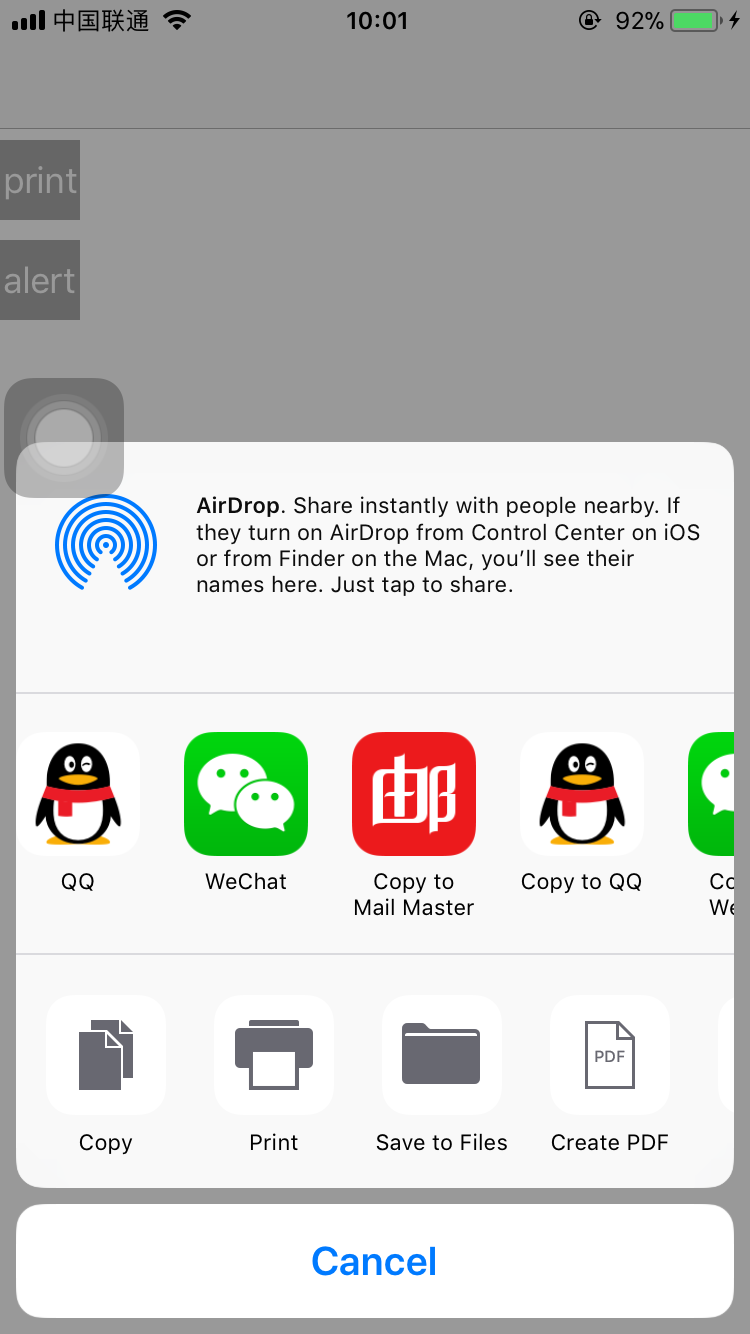 中国联通
10:01
92%
print
alert
AirDrop. Share instantly with people nearby. If
they turn on AirDrop from Control Center on iOS
or from Finder on the Mac, you’ll see their
names here. Just tap to share.
邮
QQ
WeChat
Copy to
Mail Master
Copy to QQ
Co
We
PDF
Copy
Print
Save to Files
Create PDF
Cancel